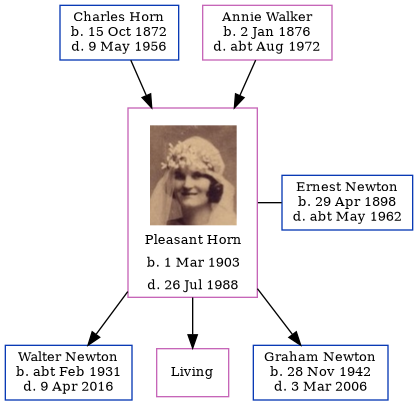 Charles Horn
b. 15 Oct 1872
d. 9 May 1956
Annie Walker
b. 2 Jan 1876
d. abt Aug 1972
Pleasant Horn
b. 1 Mar 1903
d. 26 Jul 1988
Ernest Newton
b. 29 Apr 1898
d. abt May 1962
Walter Newton
b. abt Feb 1931
d. 9 Apr 2016
Living
Graham Newton
b. 28 Nov 1942
d. 3 Mar 2006